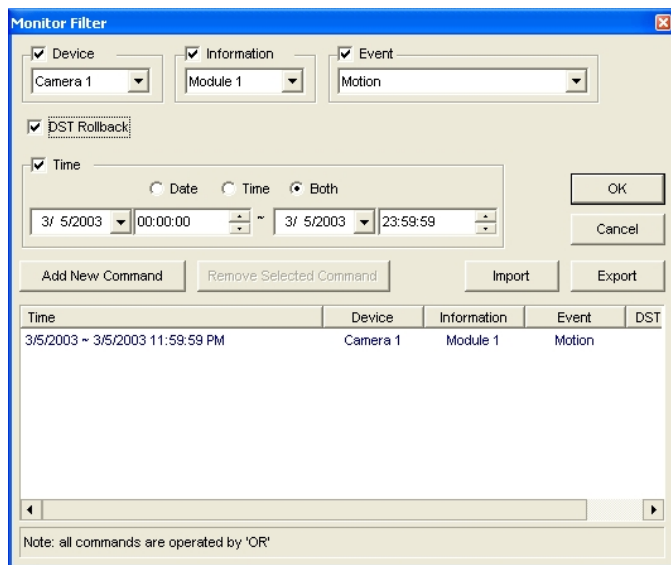 Monitor Filter
Device Information Event
Camera 1 Module 1 Motion
DST Rollback
Time
Date Time Both
3/ 5/2003 00:00:00 ~ 3/ 5/2003 23:59:59
OK
Cancel
Add New Command Remove Selected Command Import Export
Time Device Information Event DST
3/5/2003 ~ 3/5/2003 11:59:59 PM Camera 1 Module 1 Motion
Note: all commands are operated by 'OR'